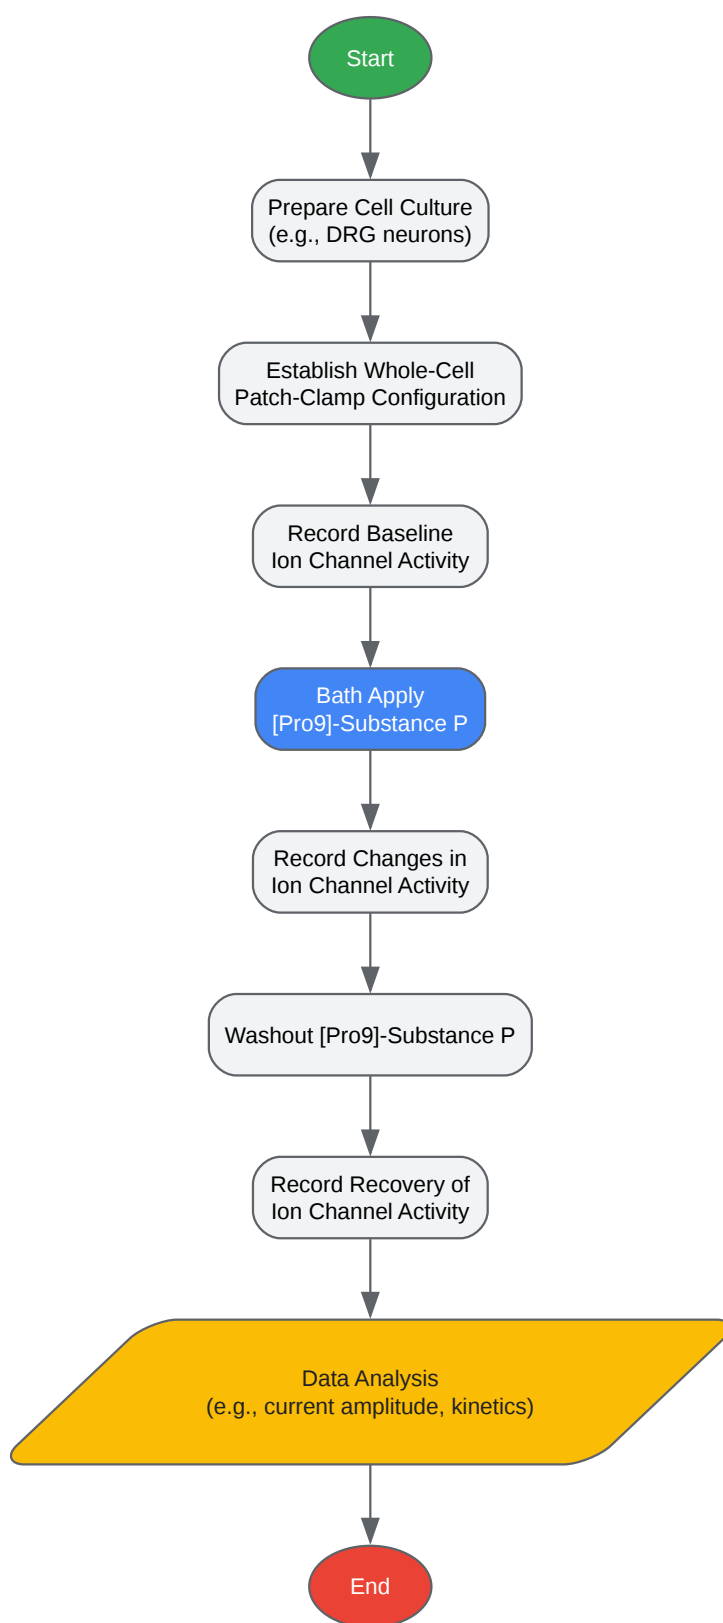 Start
Prepare Cell Culture
(e.g., DRG neurons)
Establish Whole-Cell
Patch-Clamp Configuration
Record Baseline
Ion Channel Activity
Bath Apply
[Pro9]-Substance P
Record Changes in
Ion Channel Activity
Washout [Pro9]-Substance P
Record Recovery of
Ion Channel Activity
Data Analysis
(e.g., current amplitude, kinetics)
End